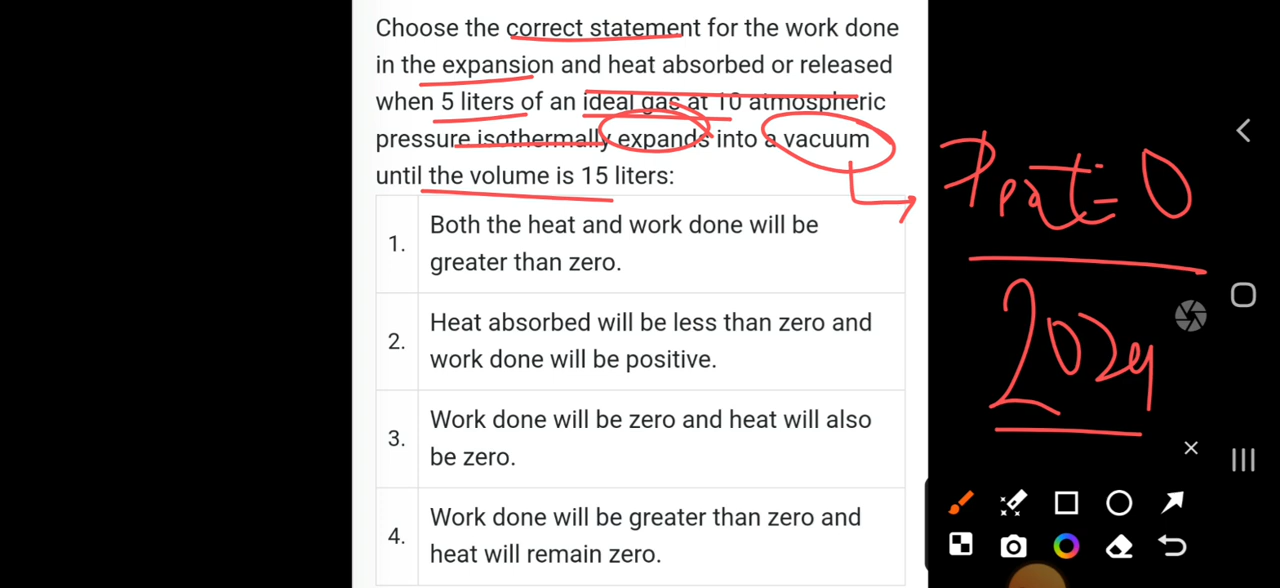 Choose the correct statement for the work done
in the expansion and heat absorbed or released
when 5 liters of an ideal gas at 10 atmospheric
pressure isothermally expands into a vacuum
until the volume is 15 liters:
1. Both the heat and work done will be
greater than zero.
2. Heat absorbed will be less than zero and
work done will be positive.
3. Work done will be zero and heat will also
be zero.
4. Work done will be greater than zero and
heat will remain zero.
= 0
2024